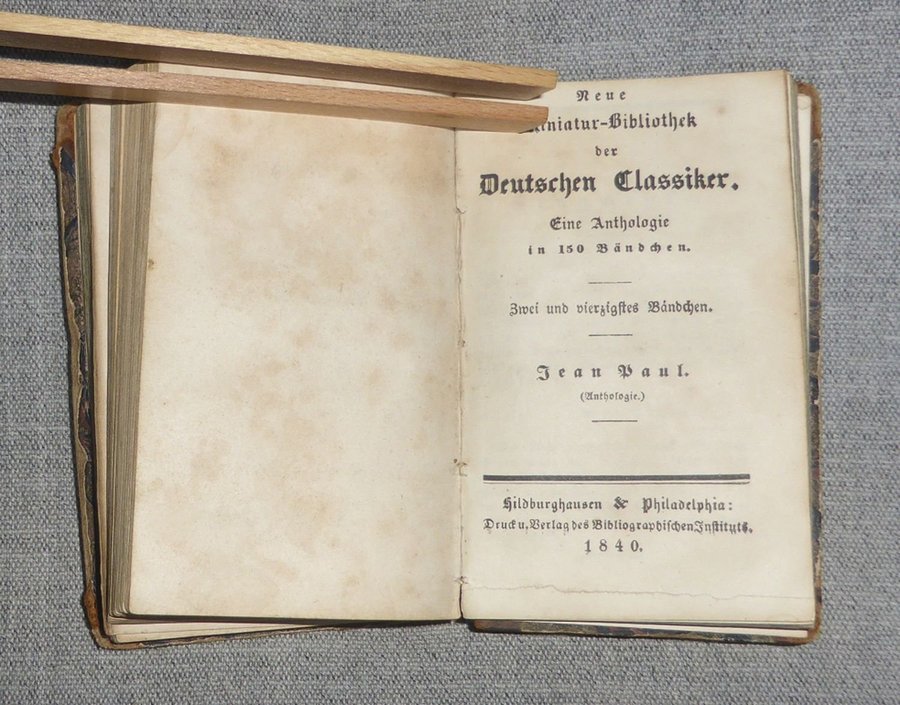 Neue
Miniatur-Bibliothek
der
Deutschen Classiker.
Eine Anthologie
in 150 Bändchen.
Zwei und vierzigstes Bändchen.
Jean Paul.
(Anthologie.)
Hildburghausen & Philadelphia:
Druck u. Verlag des Bibliographischen Instituts.
1840.